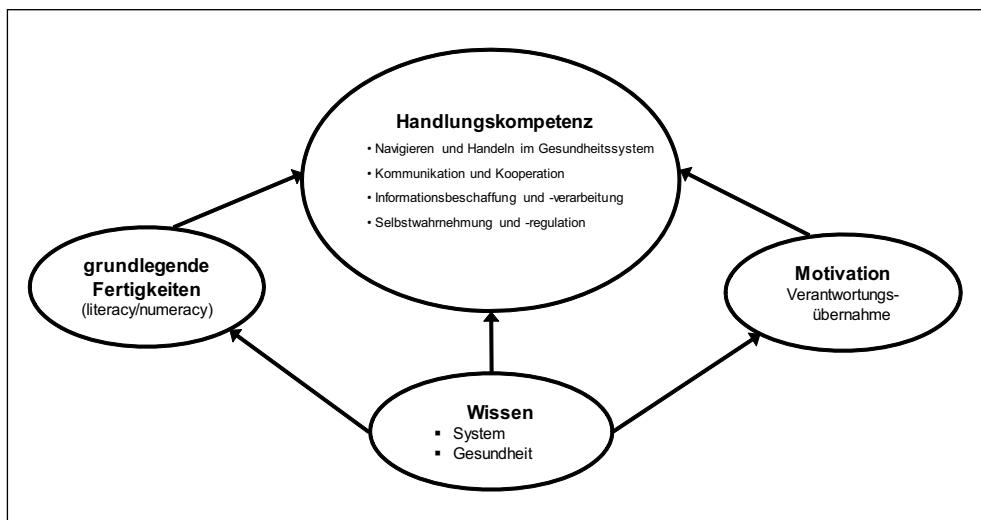 Handlungskompetenz
• Navigieren und Handeln im Gesundheitssystem
• Kommunikation und Kooperation
• Informationsbeschaffung und -verarbeitung
• Selbstwahrnehmung und -regulation
grundlegende
Fertigkeiten
(literacy/numeracy)
Motivation
Verantwortungs-
übernahme
Wissen
▪ System
▪ Gesundheit